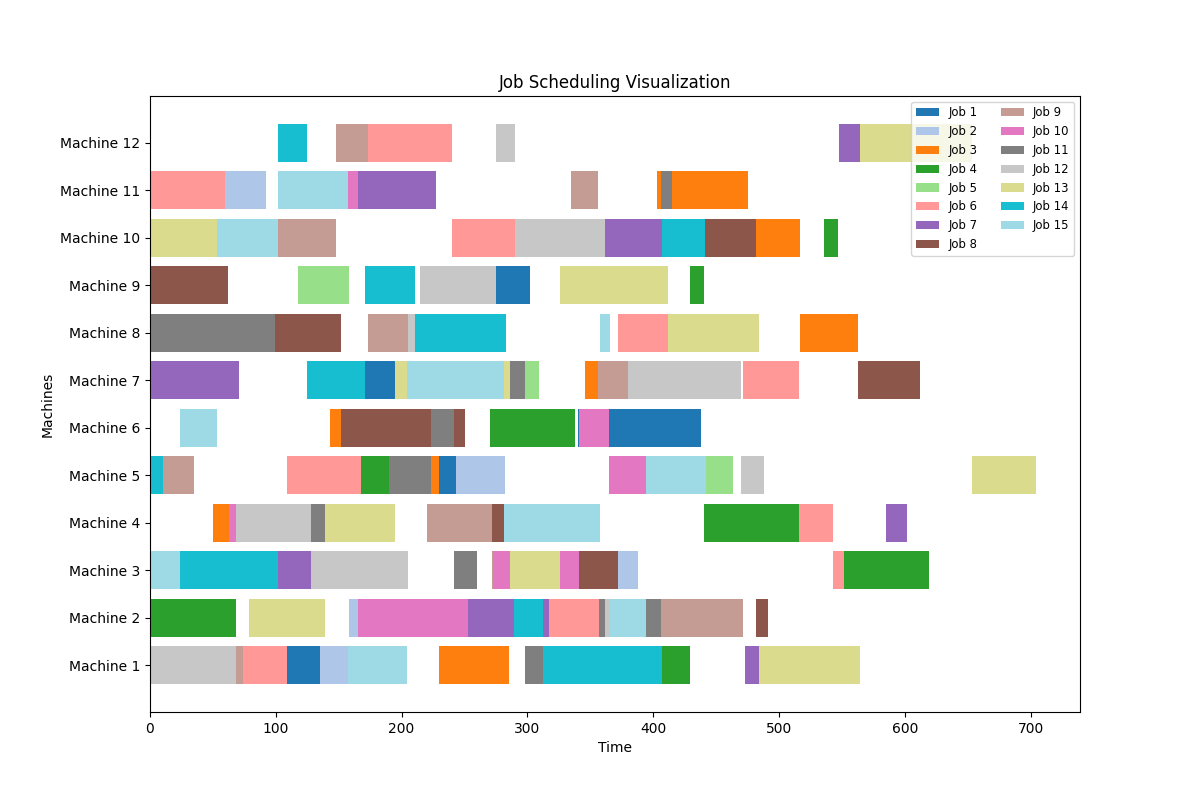 Job Scheduling Visualization
Machine 12
Machine 11
Machine 10
Machine 9
Machine 8
Machine 7
Machine 6
Machine 5
Machine 4
Machine 3
Machine 2
Machine 1
Machines
0 100 200 300 400 500 600 700
Time
Job 1
Job 2
Job 3
Job 4
Job 5
Job 6
Job 7
Job 8
Job 9
Job 10
Job 11
Job 12
Job 13
Job 14
Job 15